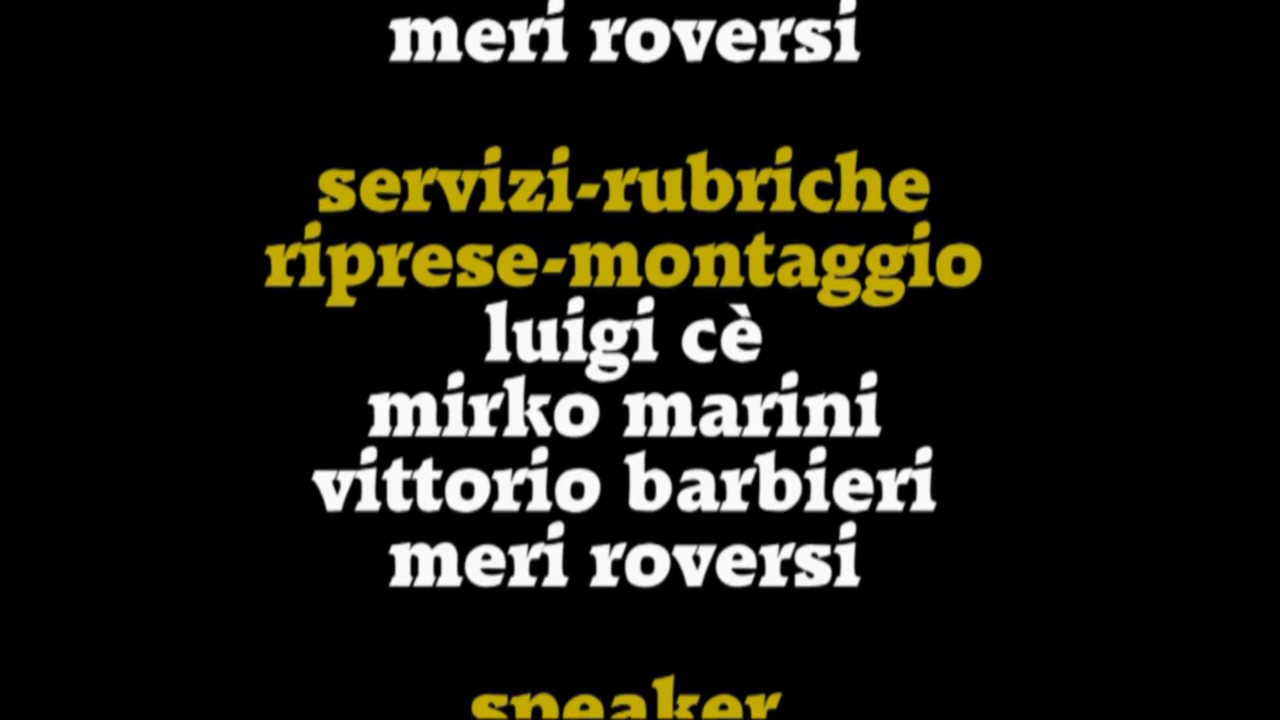 meri roversi
servizi-rubriche
riprese-montaggio
luigi cè
mirko marini
vittorio barbieri
meri roversi
speaker